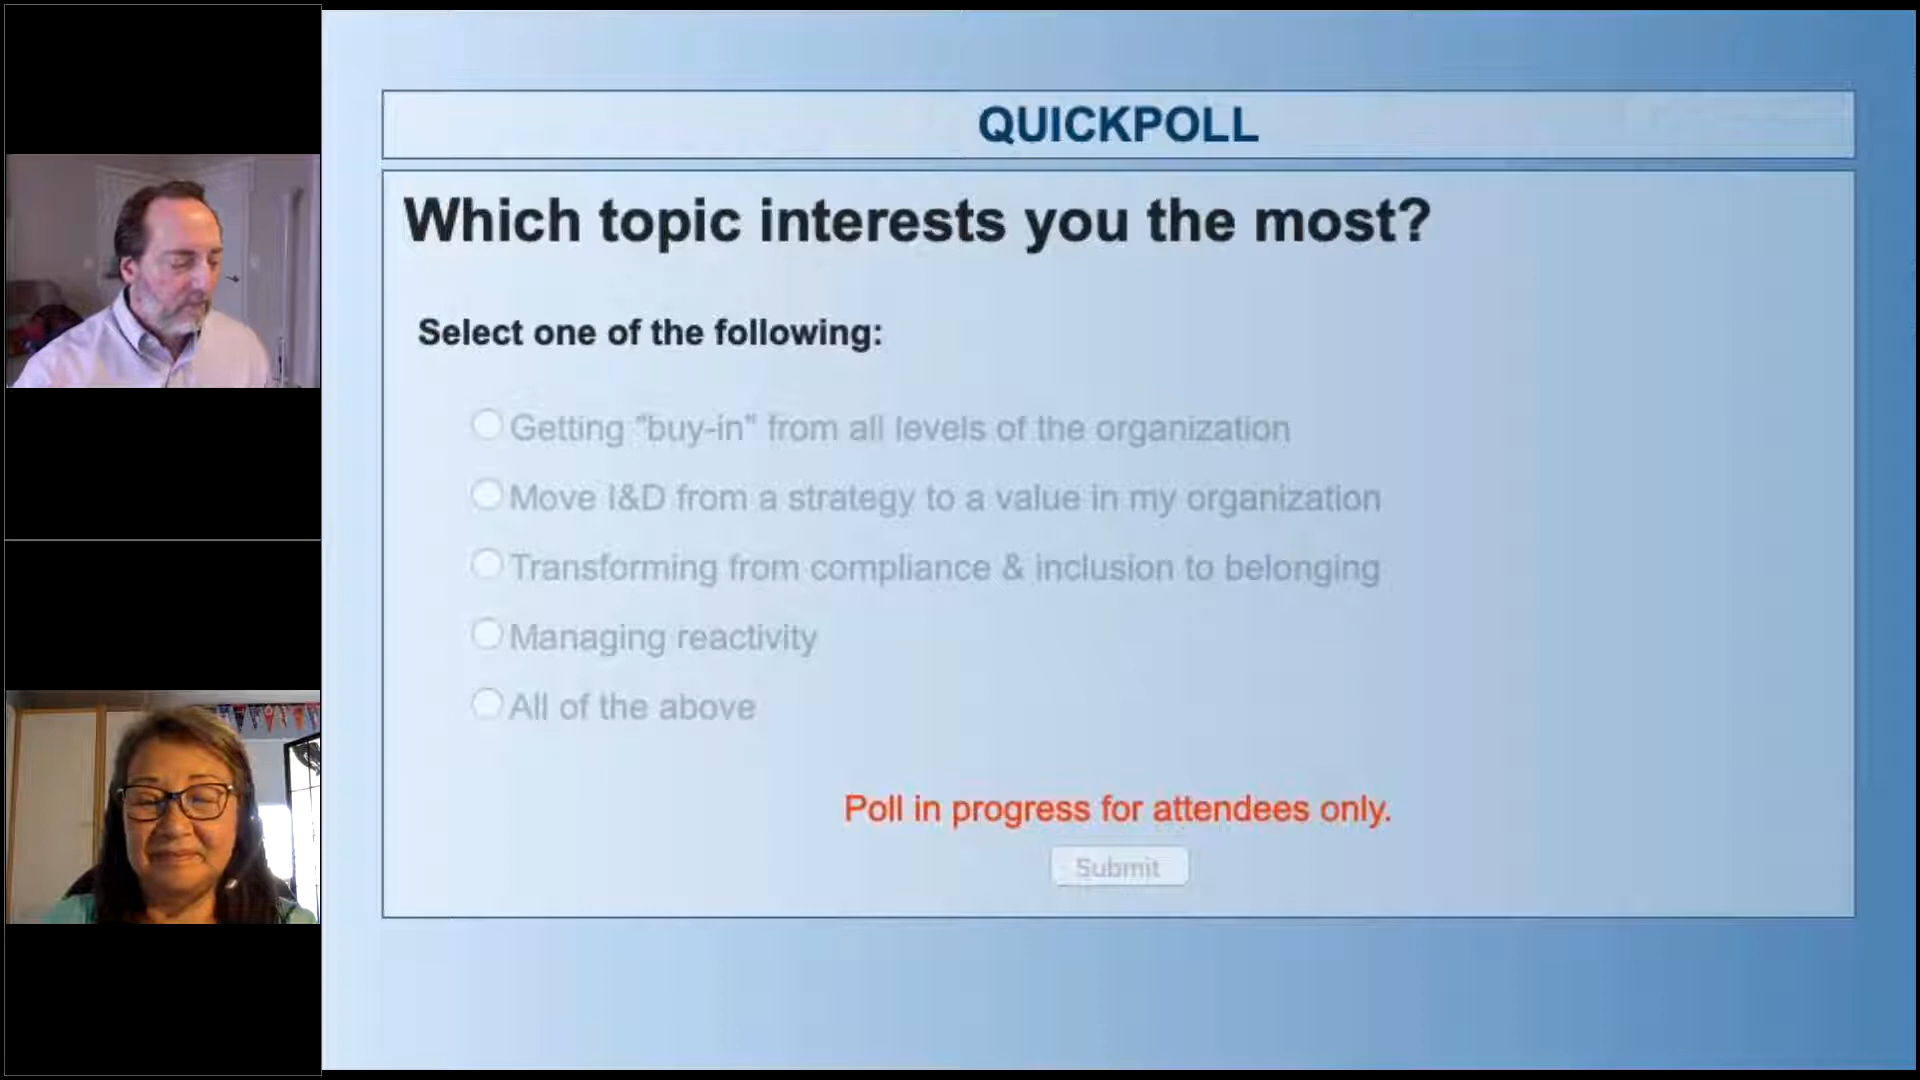 QUICKPOLL
Which topic interests you the most?
Select one of the following:
Getting "buy-in" from all levels of the organization
Move I&D from a strategy to a value in my organization
Transforming from compliance & inclusion to belonging
Managing reactivity
All of the above
Poll in progress for attendees only.
Submit